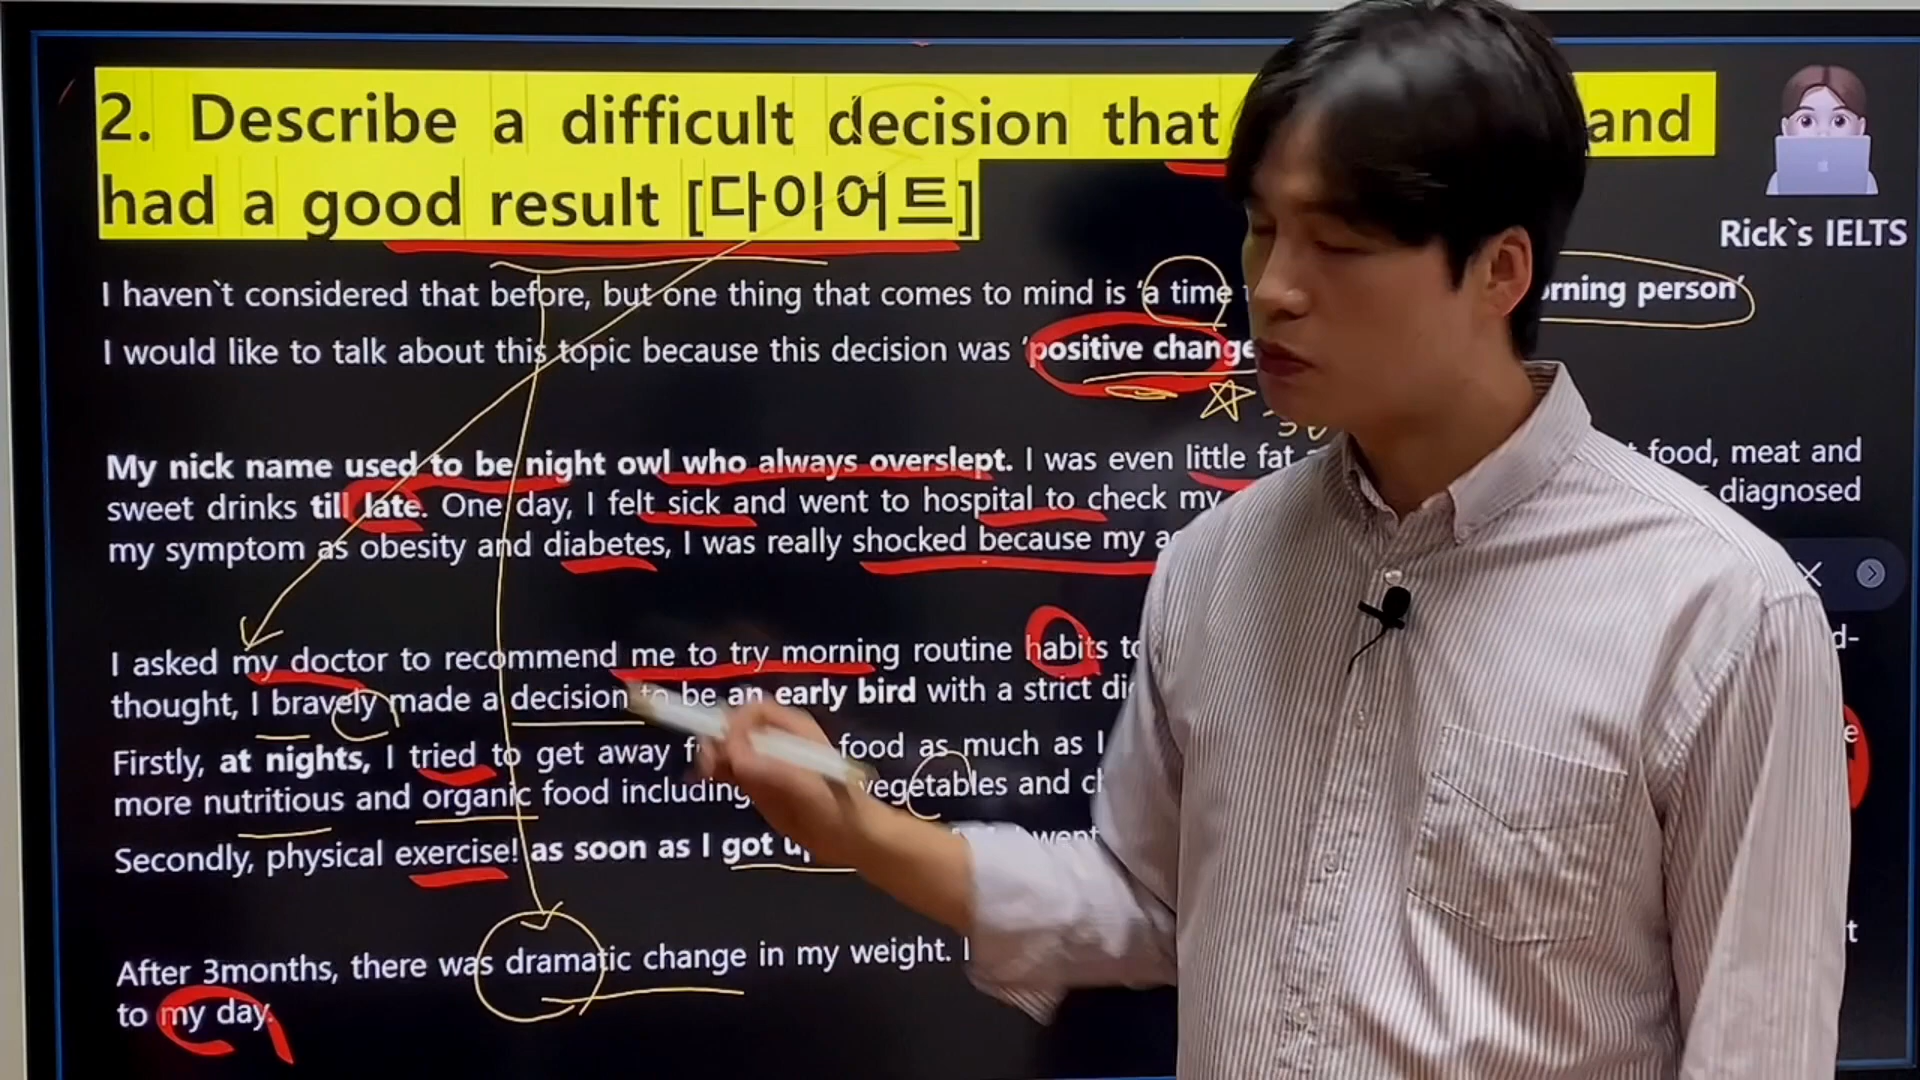 2. Describe a difficult decision that and
had a good result [다이어트]
Rick`s IELTS
I haven`t considered that before, but one thing that comes to mind is ‘a time person’
I would like to talk about this topic because this decision was ‘positive change
My nick name used to be night owl who always overslept. I was even little fat food, meat and
sweet drinks till late. One day, I felt sick and went to hospital to check my diagnosed
my symptom as obesity and diabetes, I was really shocked because my
I asked my doctor to recommend me to try morning routine habits
thought, I bravely made a decision to be an early bird with a strict
Firstly, at nights, I tried to get away food as much as I
more nutritious and organic food including vegetables and
Secondly, physical exercise! as soon as I got up went
After 3months, there was dramatic change in my weight. I
to my day.